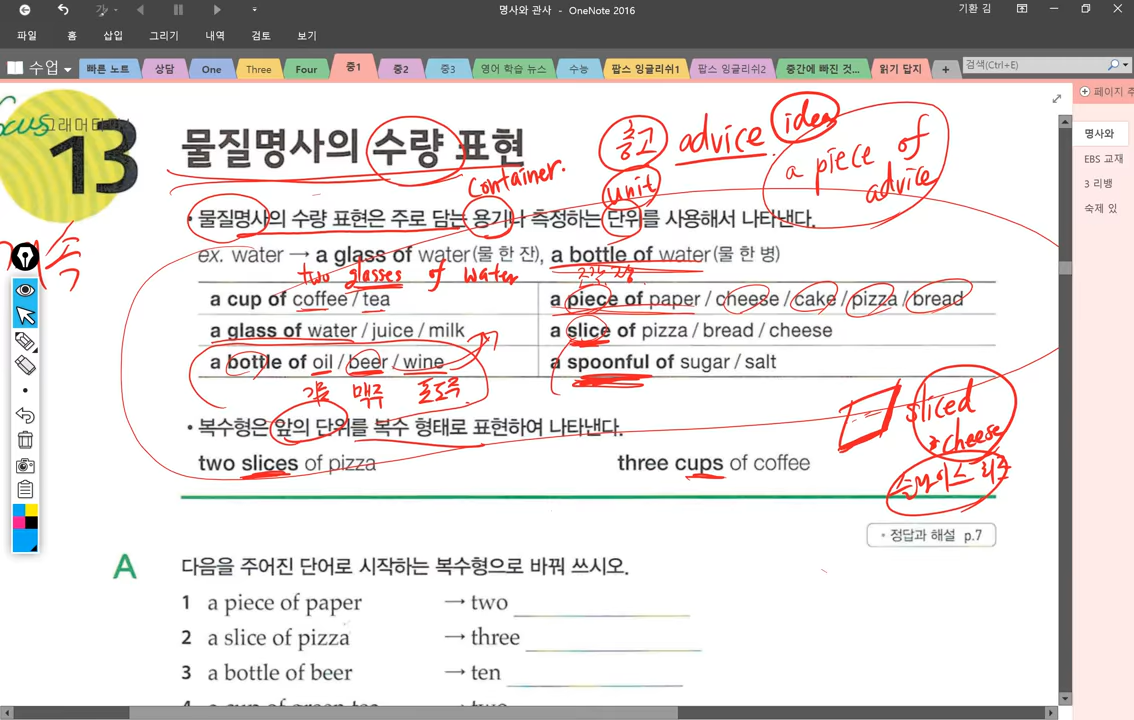 명사와 관사 - OneNote 2016
기환 김
파일 홈 삽입 그리기 내역 검토 보기
수업 빠른 노트 상담 One Three Four 중1 중2 중3 영어 학습 뉴스 수능 팝스 잉글리쉬1 팝스 잉글리쉬2 중간에 빠진 것... 읽기 답지 +
검색(Ctrl+E)
페이지 추
명사와
EBS 교재
3 리뱅
숙제 있
focus
13
물질명사의 수량 표현
충고 advice idea
a piece of
advice
container.
unit
• 물질명사의 수량 표현은 주로 담는 용기나 측정하는 단위를 사용해서 나타낸다.
ex. water → a glass of water(물 한 잔), a bottle of water(물 한 병)
two glasses of water
a cup of coffee / tea
a piece of paper / cheese / cake / pizza / bread
a glass of water / juice / milk
a slice of pizza / bread / cheese
a bottle of oil / beer / wine
a spoonful of sugar / salt
기름 맥주 포도주
sliced
cheese
슬라이스 치즈
• 복수형은 앞의 단위를 복수 형태로 표현하여 나타낸다.
two slices of pizza
three cups of coffee
• 정답과 해설 p.7
A 다음을 주어진 단어로 시작하는 복수형으로 바꿔 쓰시오.
1 a piece of paper → two
2 a slice of pizza → three
3 a bottle of beer → ten
4 a cup of green tea → two